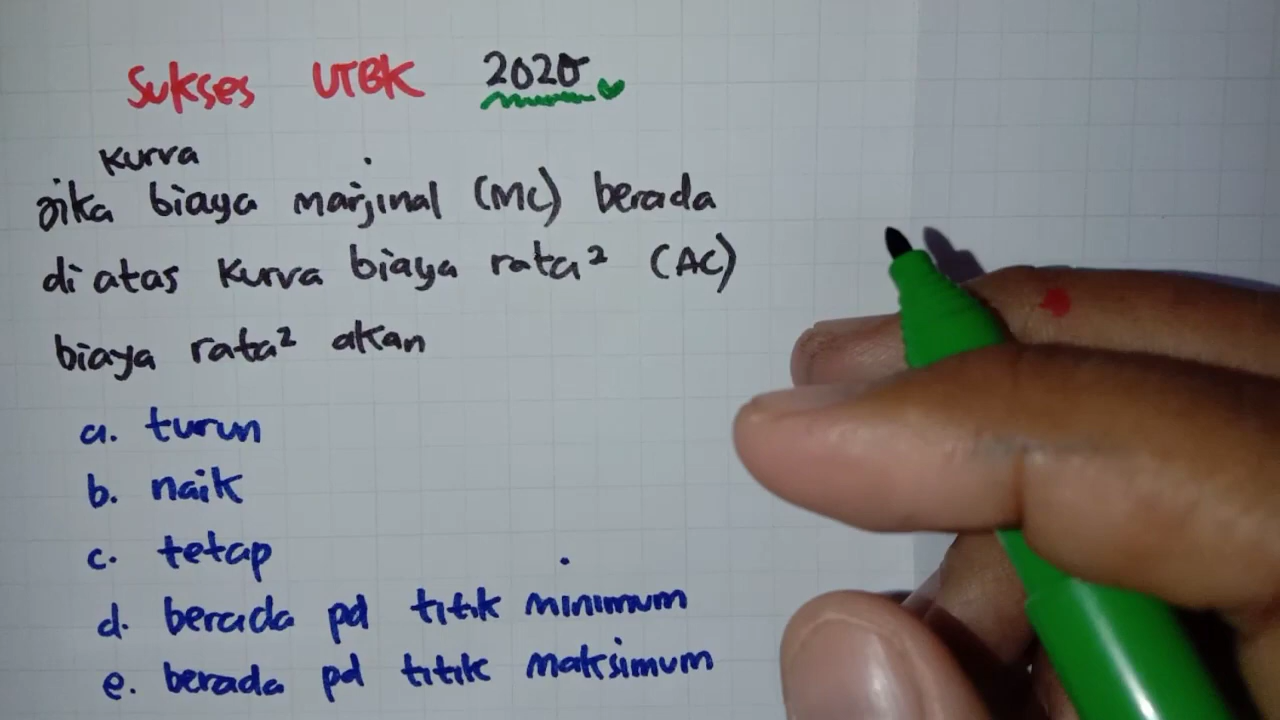 Sukses UTBK 2020
Kurva
Jika biaya marjinal (MC) berada
di atas kurva biaya rata² (AC)
biaya rata² akan
a. turun
b. naik
c. tetap
d. berada pd titik minimum
e. berada pd titik maksimum